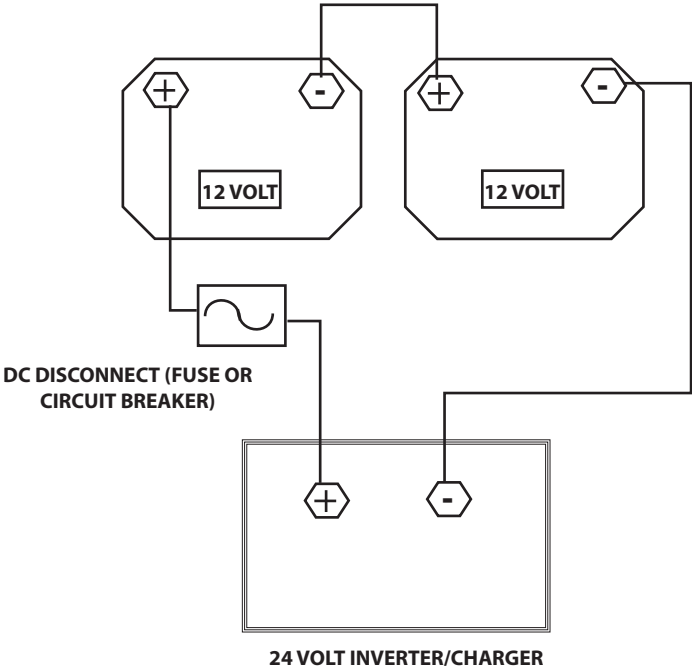 +
-
+
-
12 VOLT
12 VOLT
DC DISCONNECT (FUSE OR
CIRCUIT BREAKER)
+
-
24 VOLT INVERTER/CHARGER